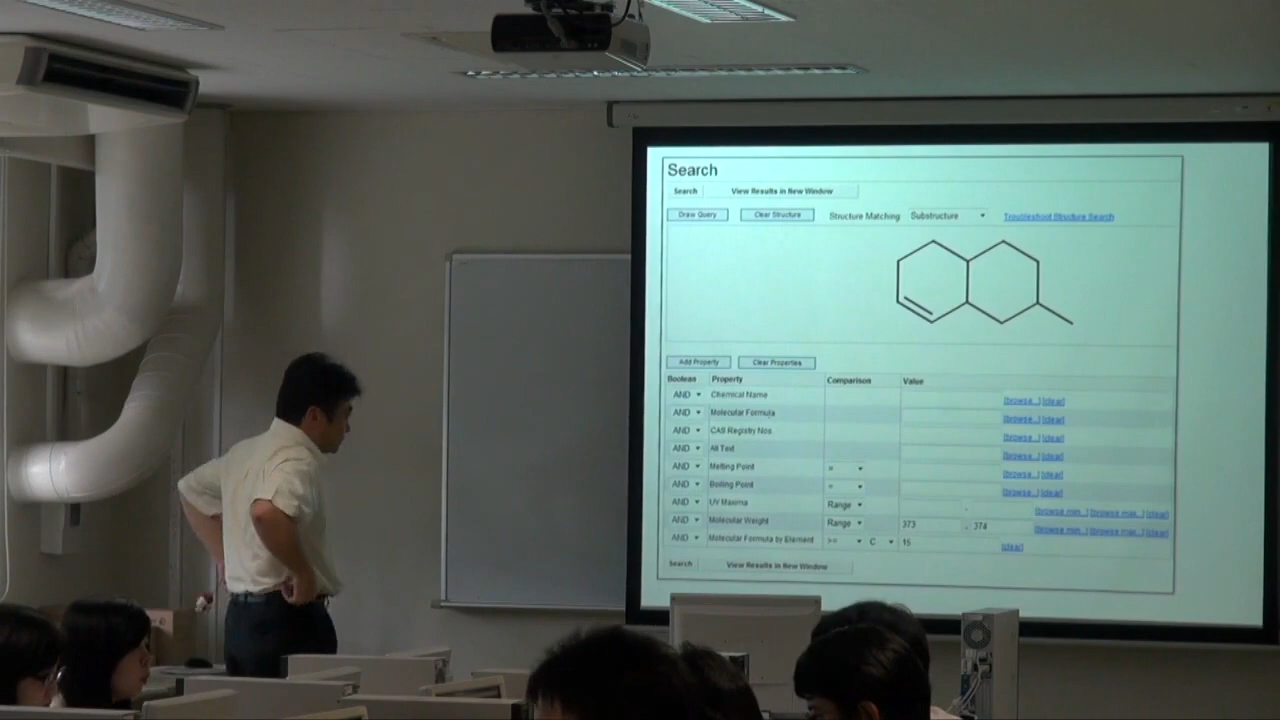 Search
Search View Results in New Window
Draw Query Clear Structure Structure Matching Substructure Troubleshoot Structure Search
Add Property Clear Properties
Boolean Property Comparison Value
AND Chemical Name [browse...] [clear]
AND Molecular Formula [browse...] [clear]
AND CAS Registry Nos. [browse...] [clear]
AND All Text [browse...] [clear]
AND Melting Point = [browse...] [clear]
AND Boiling Point = [browse...] [clear]
AND UV Maxima Range - [browse min...] [browse max...] [clear]
AND Molecular Weight Range 373 - 374 [browse min...] [browse max...] [clear]
AND Molecular Formula by Element >= C 15 [clear]
Search View Results in New Window